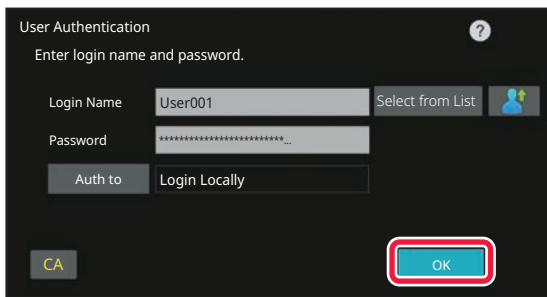 User Authentication
?
Enter login name and password.
Login Name User001 Select from List
Password *************************...
Auth to Login Locally
CA OK